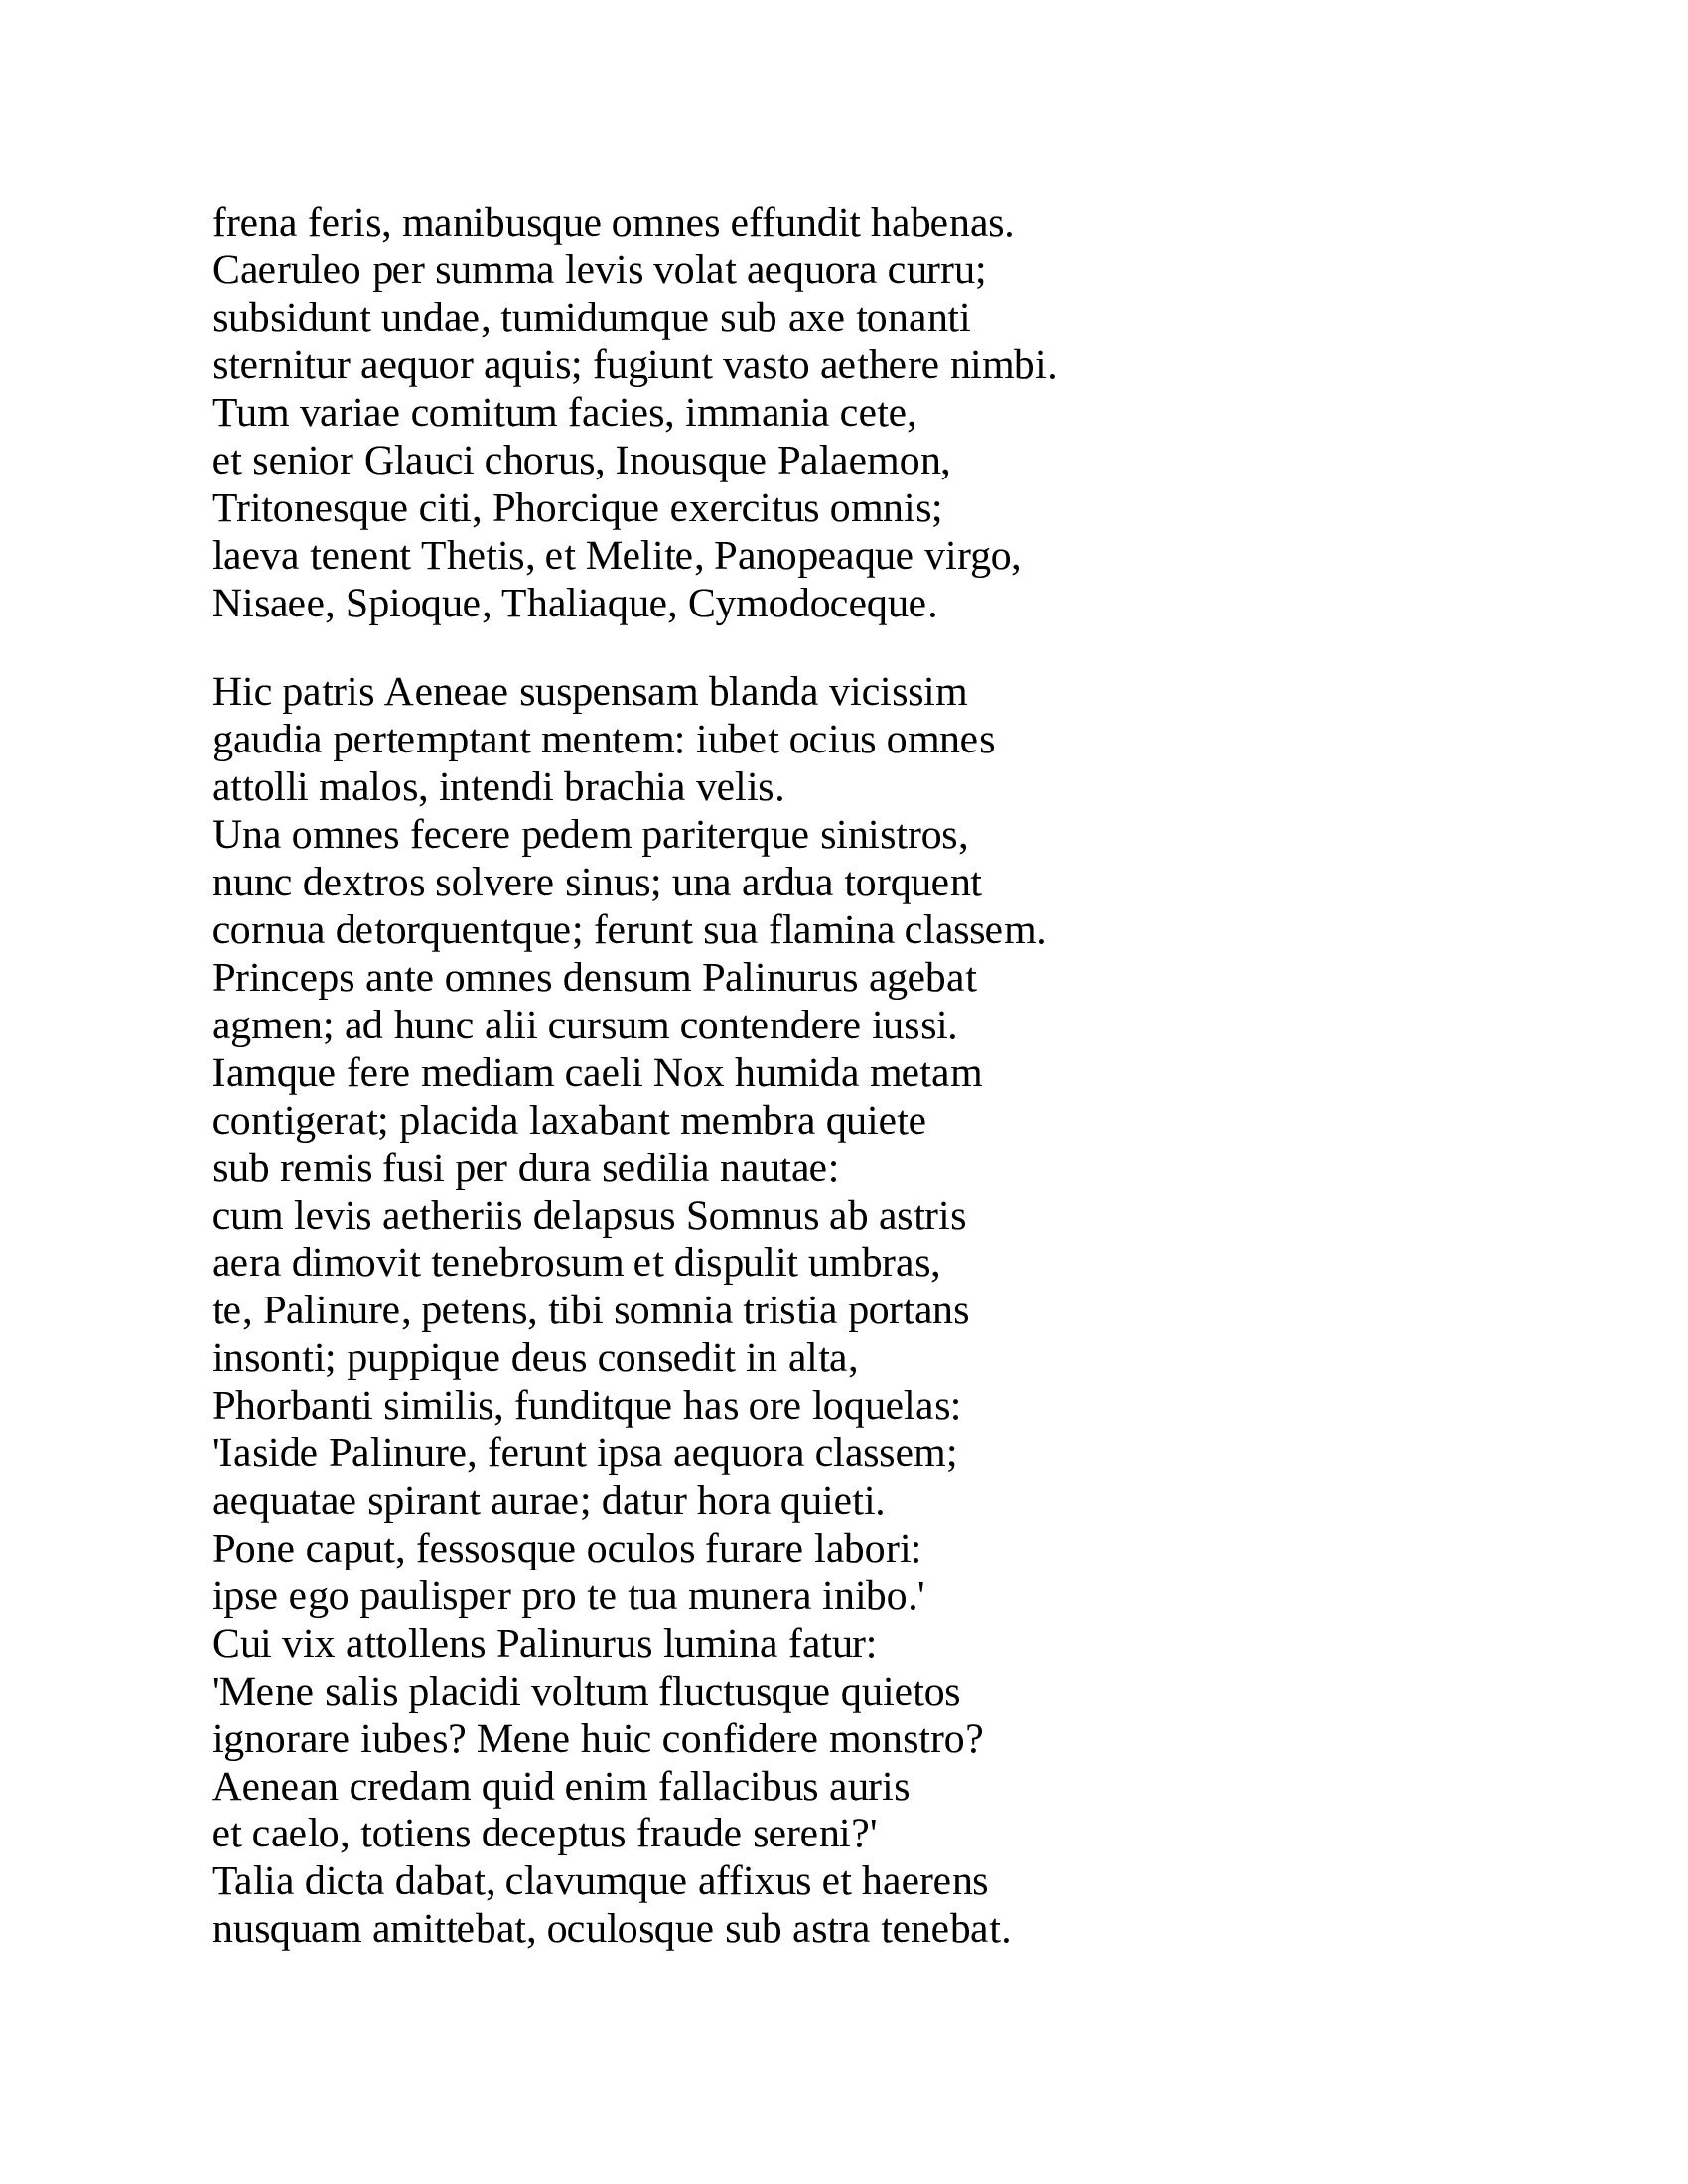 frena feris, manibusque omnes effundit habenas.
Caeruleo per summa levis volat aequora curru;
subsidunt undae, tumidumque sub axe tonanti
sternitur aequor aquis; fugiunt vasto aethere nimbi.
Tum variae comitum facies, immania cete,
et senior Glauci chorus, Inousque Palaemon,
Tritonesque citi, Phorcique exercitus omnis;
laeva tenent Thetis, et Melite, Panopeaque virgo,
Nisaee, Spioque, Thaliaque, Cymodoceque.

Hic patris Aeneae suspensam blanda vicissim
gaudia pertemptant mentem: iubet ocius omnes
attolli malos, intendi brachia velis.
Una omnes fecere pedem pariterque sinistros,
nunc dextros solvere sinus; una ardua torquent
cornua detorquentque; ferunt sua flamina classem.
Princeps ante omnes densum Palinurus agebat
agmen; ad hunc alii cursum contendere iussi.
Iamque fere mediam caeli Nox humida metam
contigerat; placida laxabant membra quiete
sub remis fusi per dura sedilia nautae:
cum levis aetheriis delapsus Somnus ab astris
aera dimovit tenebrosum et dispulit umbras,
te, Palinure, petens, tibi somnia tristia portans
insonti; puppique deus consedit in alta,
Phorbanti similis, funditque has ore loquelas:
'Iaside Palinure, ferunt ipsa aequora classem;
aequatae spirant aurae; datur hora quieti.
Pone caput, fessosque oculos furare labori:
ipse ego paulisper pro te tua munera inibo.'
Cui vix attollens Palinurus lumina fatur:
'Mene salis placidi voltum fluctusque quietos
ignorare iubes? Mene huic confidere monstro?
Aenean credam quid enim fallacibus auris
et caelo, totiens deceptus fraude sereni?'
Talia dicta dabat, clavumque affixus et haerens
nusquam amittebat, oculosque sub astra tenebat.